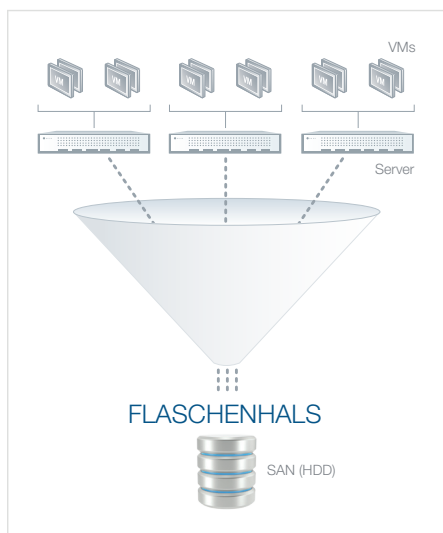 VMs
VM VM VM VM VM VM
Server
FLASCHENHALS
SAN (HDD)